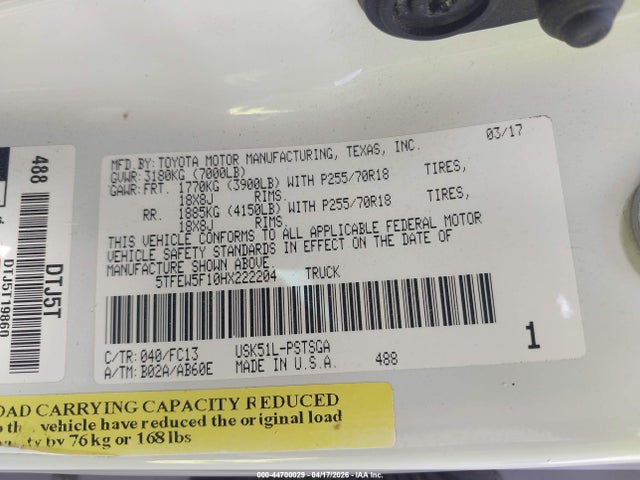 03/17
MFD.BY:TOYOTA MOTOR MANUFACTURING, TEXAS, INC.
GVWR:3180KG (7000LB)
GAWR:FRT. 1770KG (3900LB) WITH P255/70R18 TIRES,
18X8J RIMS.
RR. 1885KG (4150LB) WITH P255/70R18 TIRES,
18X8J RIMS.
THIS VEHICLE CONFORMS TO ALL APPLICABLE FEDERAL MOTOR
VEHICLE SAFETY STANDARDS IN EFFECT ON THE DATE OF
MANUFACTURE SHOWN ABOVE.
5TFEW5F10HX222204 TRUCK
1
C/TR:040/FC13 USK51L-PSTSGA
A/TM:B02A/AB60E MADE IN U.S.A. 488
488
DTJ5T
DTJ5T19860
OAD CARRYING CAPACITY REDUCED
vehicle have reduced the original load
by 76 kg or 168 lbs
000-44700029 - 04/17/2026 - IAA Inc.